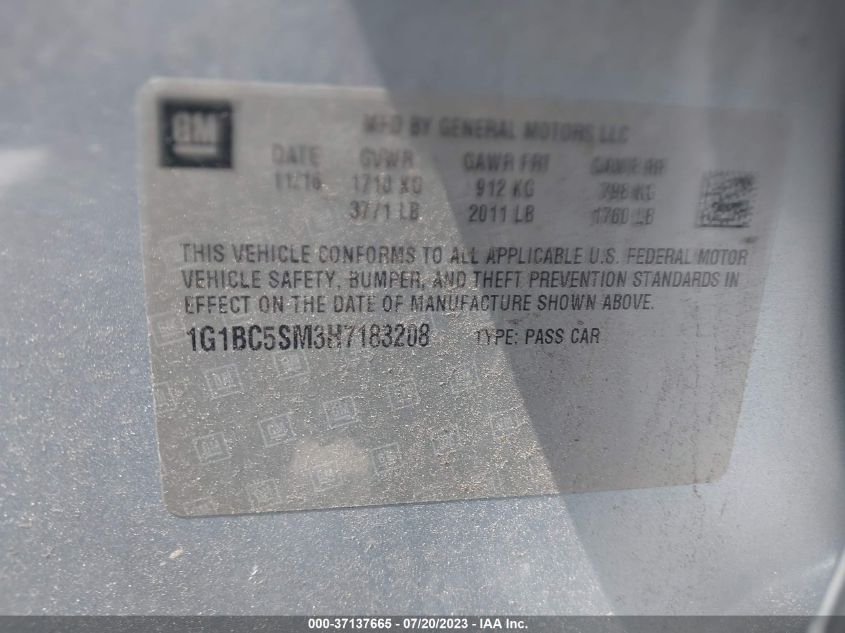 GM
MFD BY GENERAL MOTORS LLC
DATE GVWR GAWR FRT GAWR RR
11/16 1710 KG 912 KG 798 KG
3771 LB 2011 LB 1760 LB
THIS VEHICLE CONFORMS TO ALL APPLICABLE U.S. FEDERAL MOTOR
VEHICLE SAFETY, BUMPER, AND THEFT PREVENTION STANDARDS IN
EFFECT ON THE DATE OF MANUFACTURE SHOWN ABOVE.
1G1BC5SM3H7183208 TYPE: PASS CAR
000-37137665 - 07/20/2023 - IAA Inc.